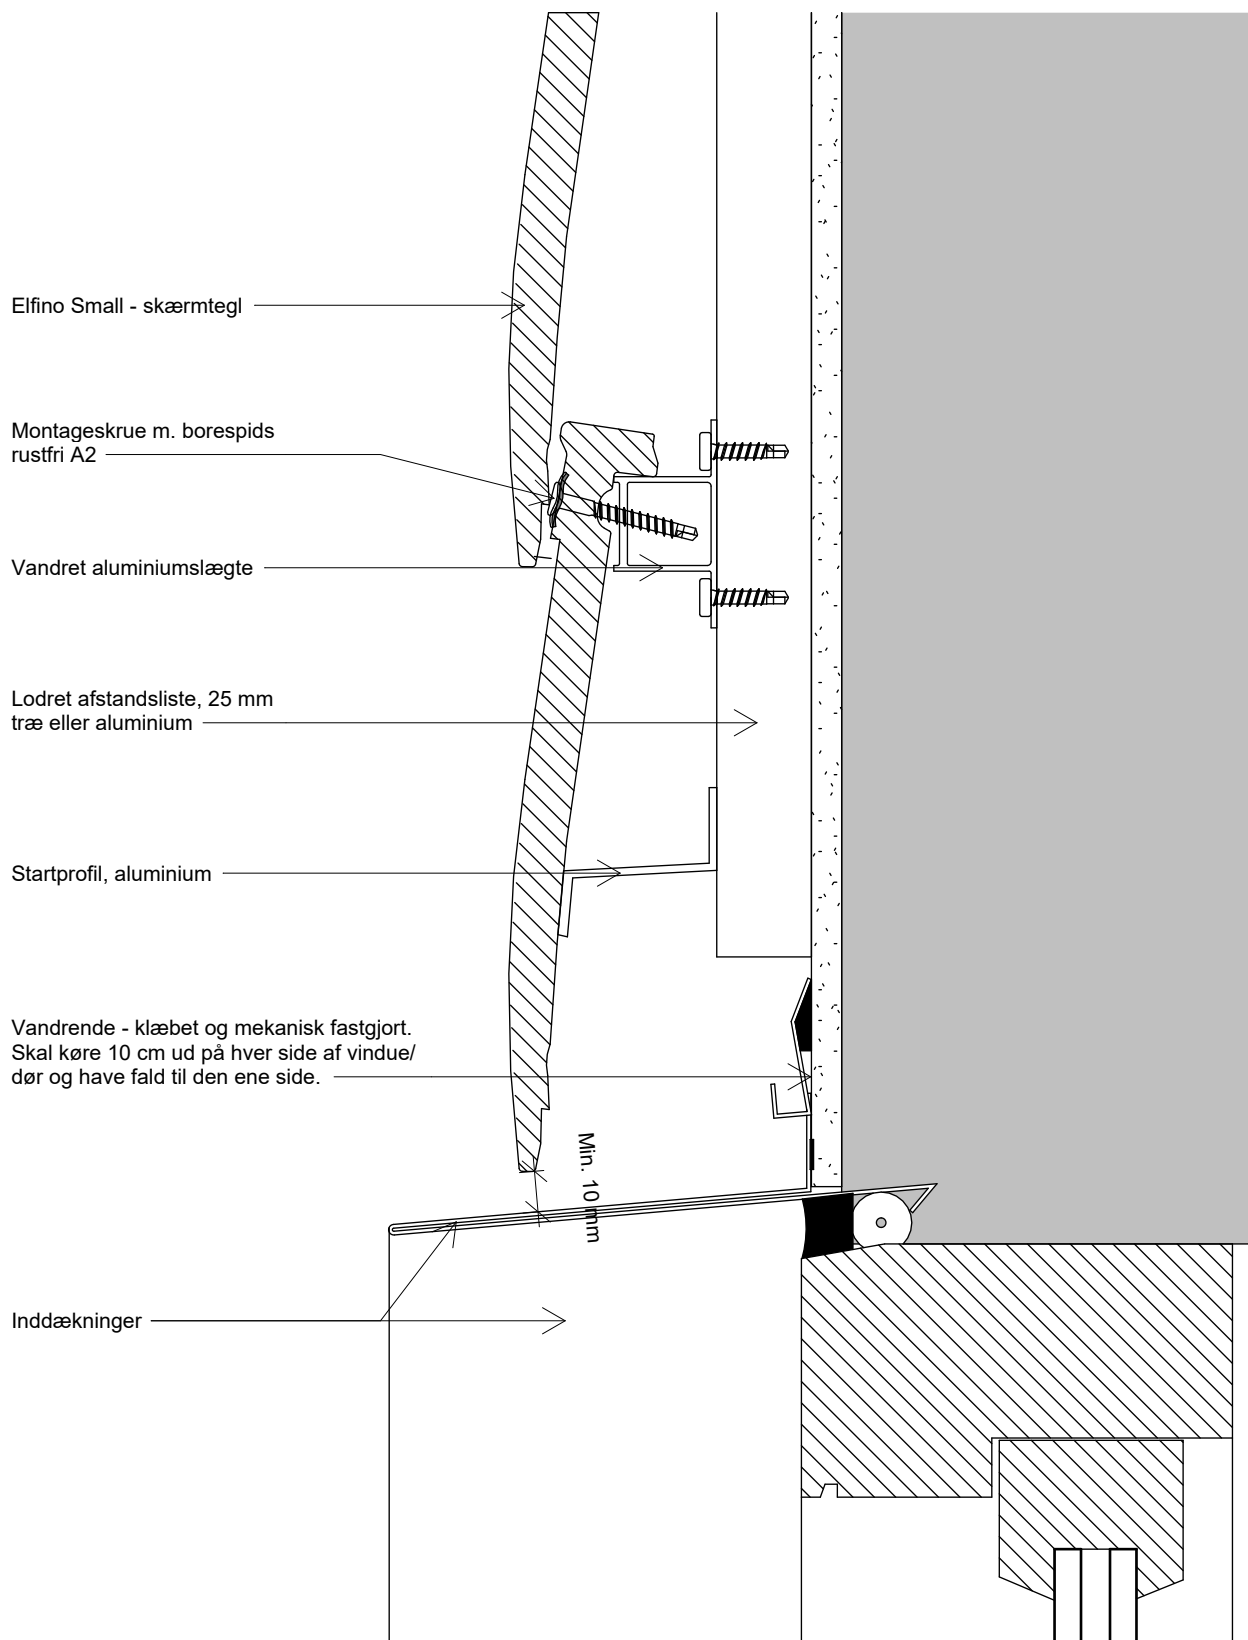 Elfino Small - skærmtegl
Montageskrue m. borespids
rustfri A2
Vandret aluminiumslægte
Lodret afstandsliste, 25 mm
træ eller aluminium
Startprofil, aluminium
Vandrende - klæbet og mekanisk fastgjort.
Skal køre 10 cm ud på hver side af vindue/
dør og have fald til den ene side.
Min. 10 mm
Inddækninger